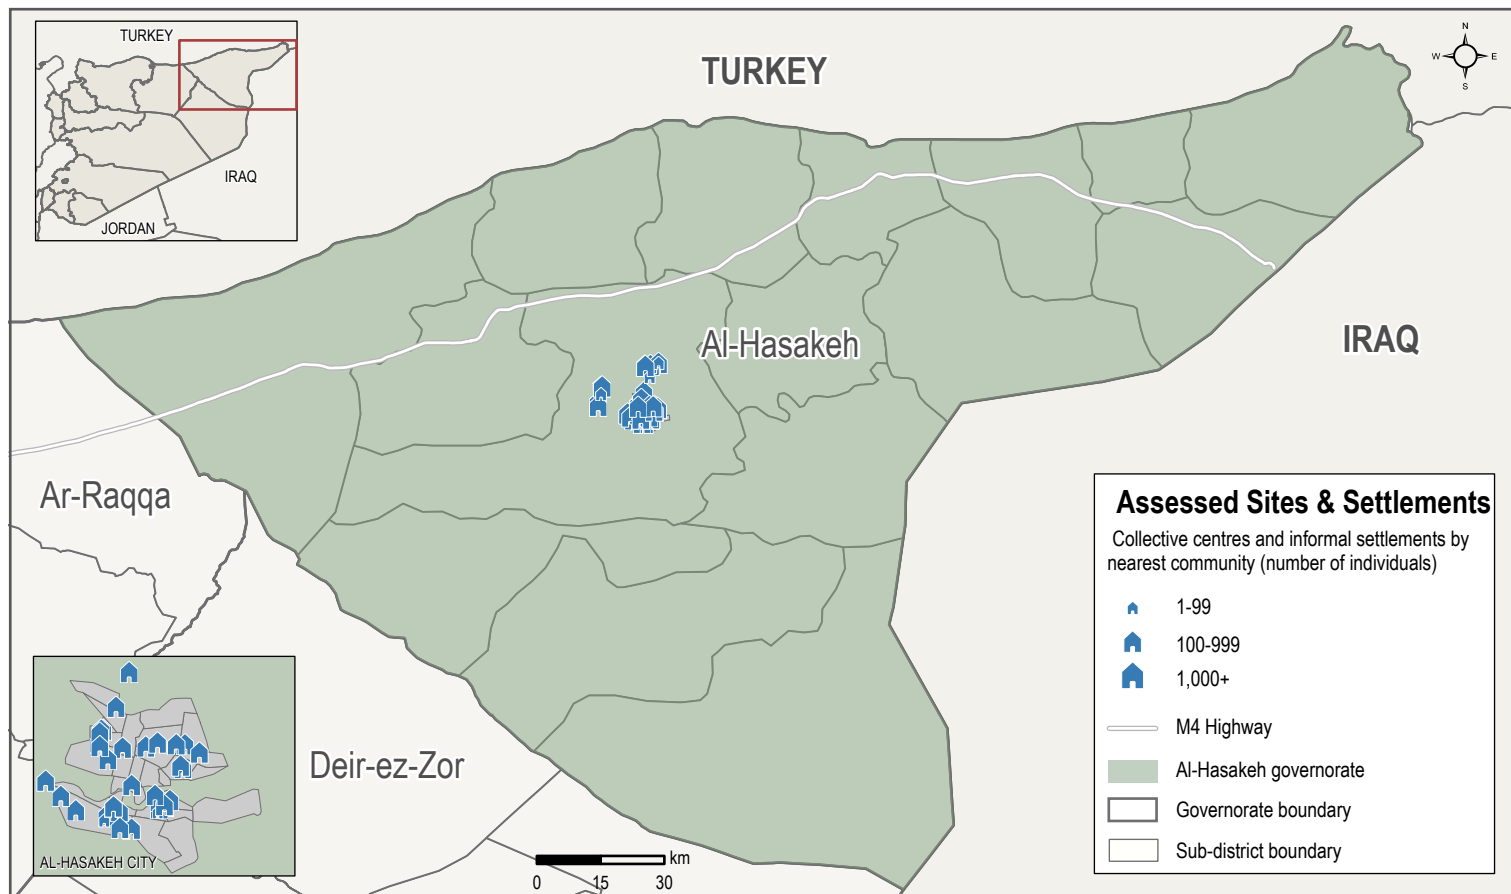 TURKEY
IRAQ
JORDAN
TURKEY
N
W
E
S
Al-Hasakeh
IRAQ
Ar-Raqqa
Deir-ez-Zor
AL-HASAKEH CITY
km
0 15 30
Assessed Sites & Settlements
Collective centres and informal settlements by
nearest community (number of individuals)
1-99
100-999
1,000+
M4 Highway
Al-Hasakeh governorate
Governorate boundary
Sub-district boundary